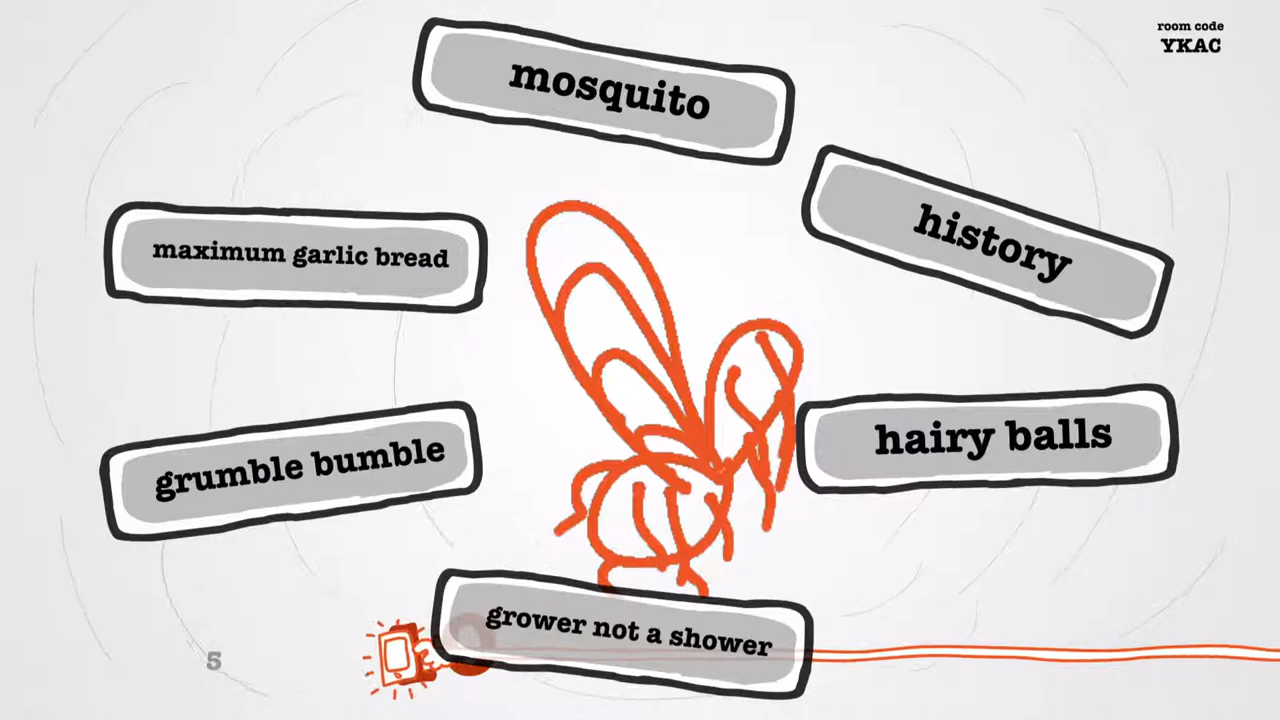 room code
YKAC
mosquito
history
maximum garlic bread
hairy balls
grumble bumble
grower not a shower
5